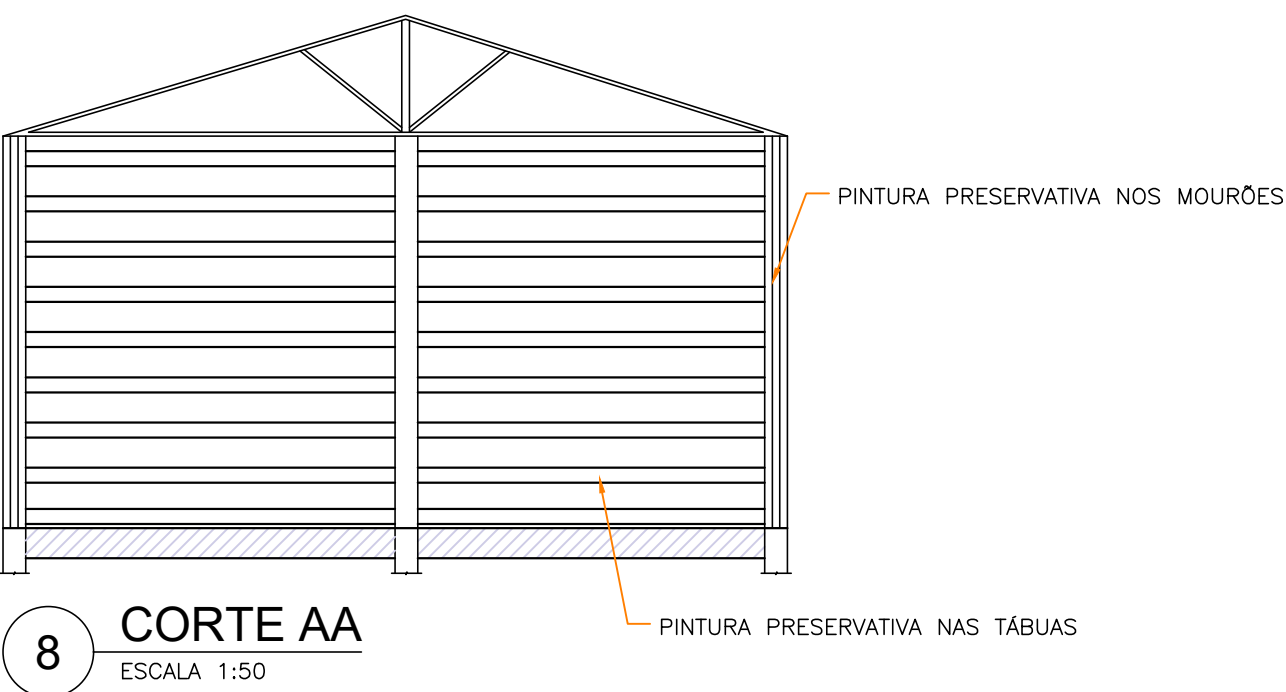 PINTURA PRESERVATIVA NOS MOURÕES
PINTURA PRESERVATIVA NAS TÁBUAS
8
CORTE AA
ESCALA 1:50